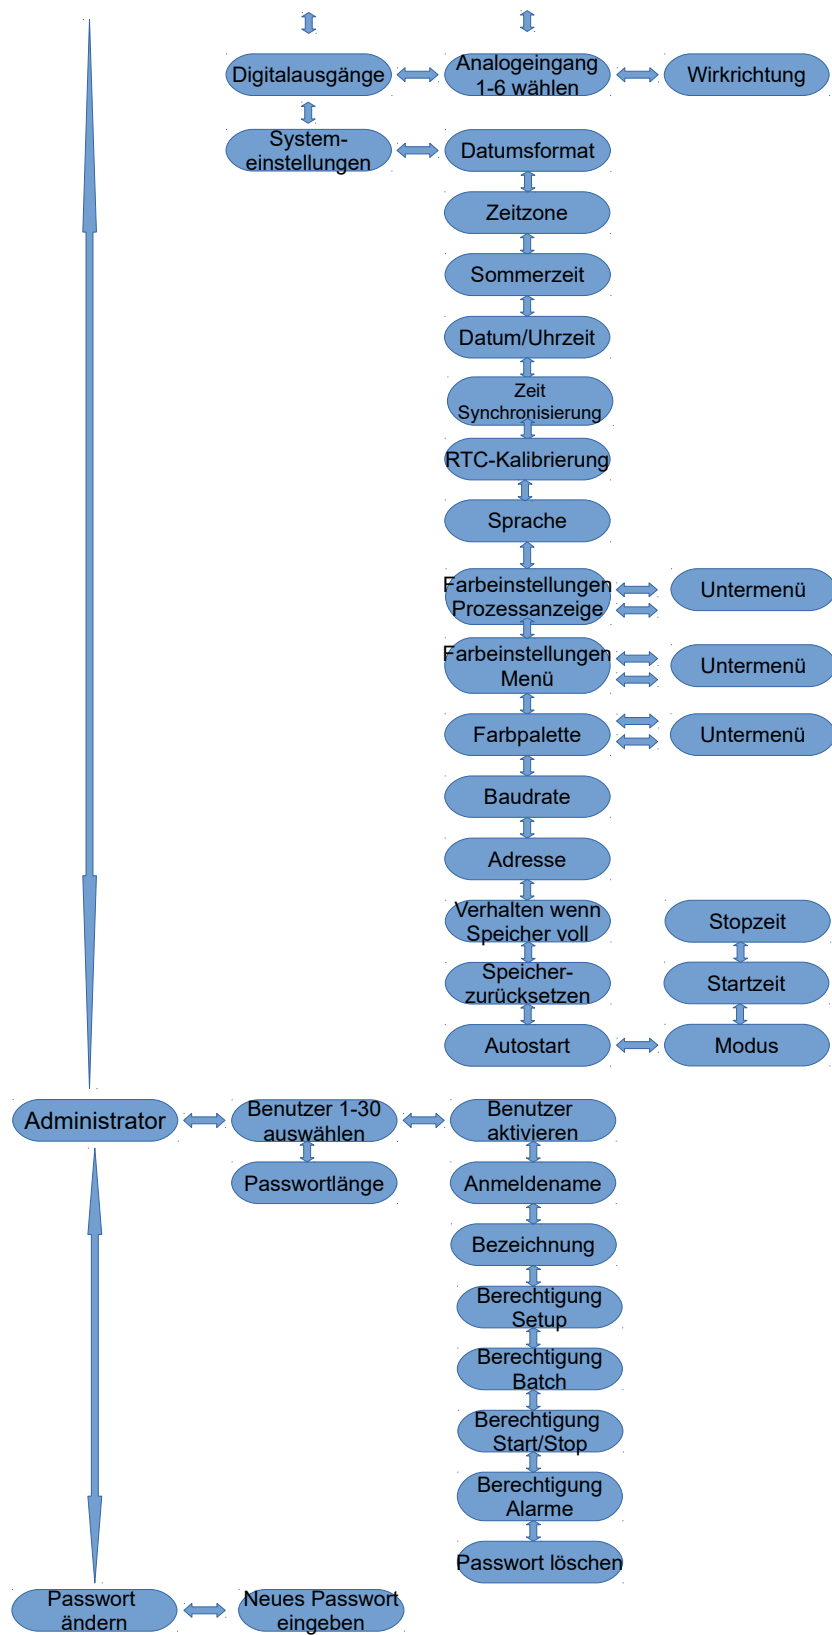 Digitalausgänge
Analogeingang
1-6 wählen
Wirkrichtung
System-
einstellungen
Datumsformat
Zeitzone
Sommerzeit
Datum/Uhrzeit
Zeit
Synchronisierung
RTC-Kalibrierung
Sprache
Farbeinstellungen
Prozessanzeige
Untermenü
Farbeinstellungen
Menü
Untermenü
Farbpalette
Untermenü
Baudrate
Adresse
Verhalten wenn
Speicher voll
Stopzeit
Speicher-
zurücksetzen
Startzeit
Autostart
Modus
Administrator
Benutzer 1-30
auswählen
Benutzer
aktivieren
Passwortlänge
Anmeldename
Bezeichnung
Berechtigung
Setup
Berechtigung
Batch
Berechtigung
Start/Stop
Berechtigung
Alarme
Passwort löschen
Passwort
ändern
Neues Passwort
eingeben